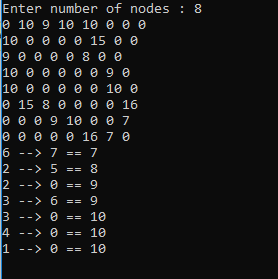 Enter number of nodes : 8
0 10 9 10 10 0 0 0
10 0 0 0 0 15 0 0
9 0 0 0 0 8 0 0
10 0 0 0 0 0 9 0
10 0 0 0 0 0 10 0
0 15 8 0 0 0 0 16
0 0 0 9 10 0 0 7
0 0 0 0 0 16 7 0
6 --> 7 == 7
2 --> 5 == 8
2 --> 0 == 9
3 --> 6 == 9
3 --> 0 == 10
4 --> 0 == 10
1 --> 0 == 10